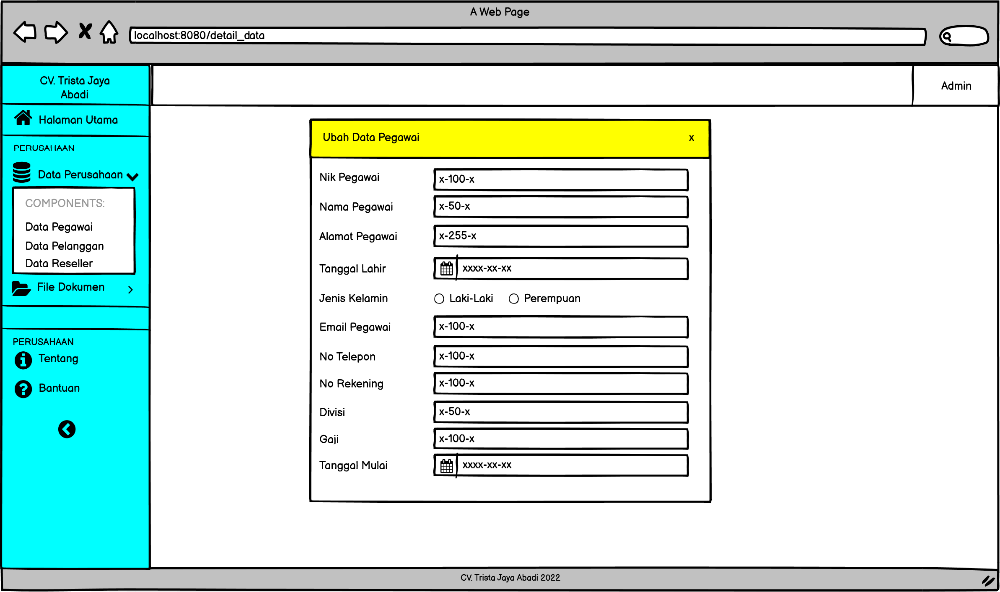 A Web Page
localhost:8080/detail_data
CV. Trista Jaya
Abadi
Admin
Halaman Utama
PERUSAHAAN
Data Perusahaan
COMPONENTS:
Data Pegawai
Data Pelanggan
Data Reseller
File Dokumen
PERUSAHAAN
Tentang
Bantuan
Ubah Data Pegawai x
Nik Pegawai x-100-x
Nama Pegawai x-50-x
Alamat Pegawai x-255-x
Tanggal Lahir xxxx-xx-xx
Jenis Kelamin Laki-Laki Perempuan
Email Pegawai x-100-x
No Telepon x-100-x
No Rekening x-100-x
Divisi x-50-x
Gaji x-100-x
Tanggal Mulai xxxx-xx-xx
CV. Trista Jaya Abadi 2022